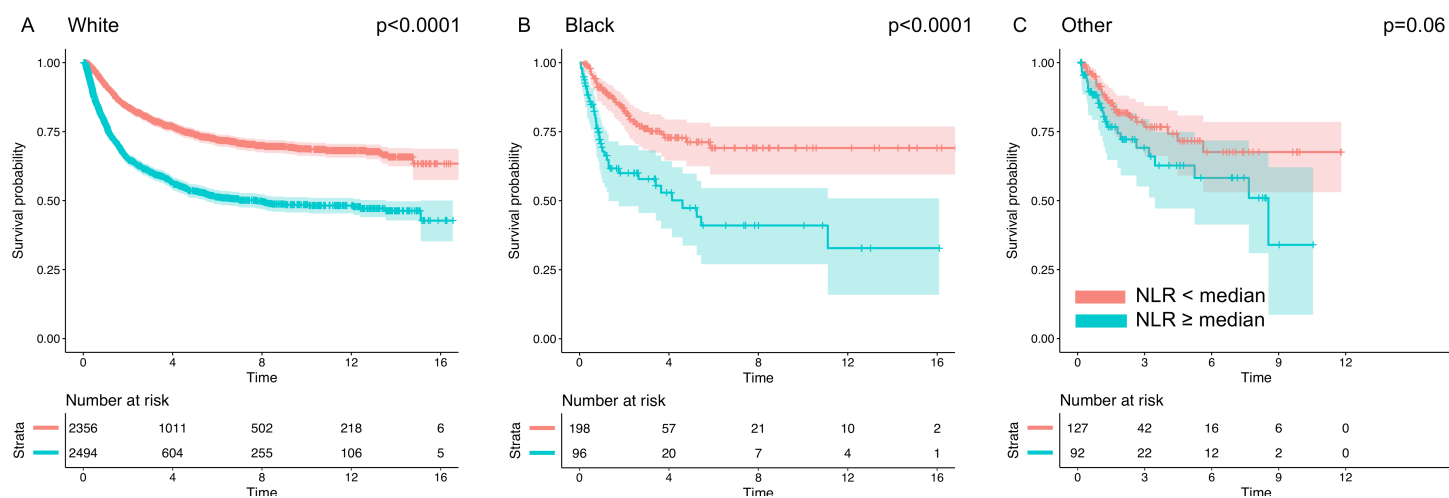 A White p<0.0001
B Black p<0.0001
C Other p=0.06
Survival probability
1.00
0.75
0.50
0.25
0.00
0 4 8 12 16
Time
Survival probability
1.00
0.75
0.50
0.25
0.00
0 4 8 12 16
Time
Survival probability
1.00
0.75
0.50
0.25
0.00
NLR < median
NLR ≥ median
0 3 6 9 12
Time
Number at risk
Strata
2356 1011 502 218 6
2494 604 255 106 5
0 4 8 12 16
Time
Number at risk
Strata
198 57 21 10 2
96 20 7 4 1
0 4 8 12 16
Time
Number at risk
Strata
127 42 16 6 0
92 22 12 2 0
0 3 6 9 12
Time